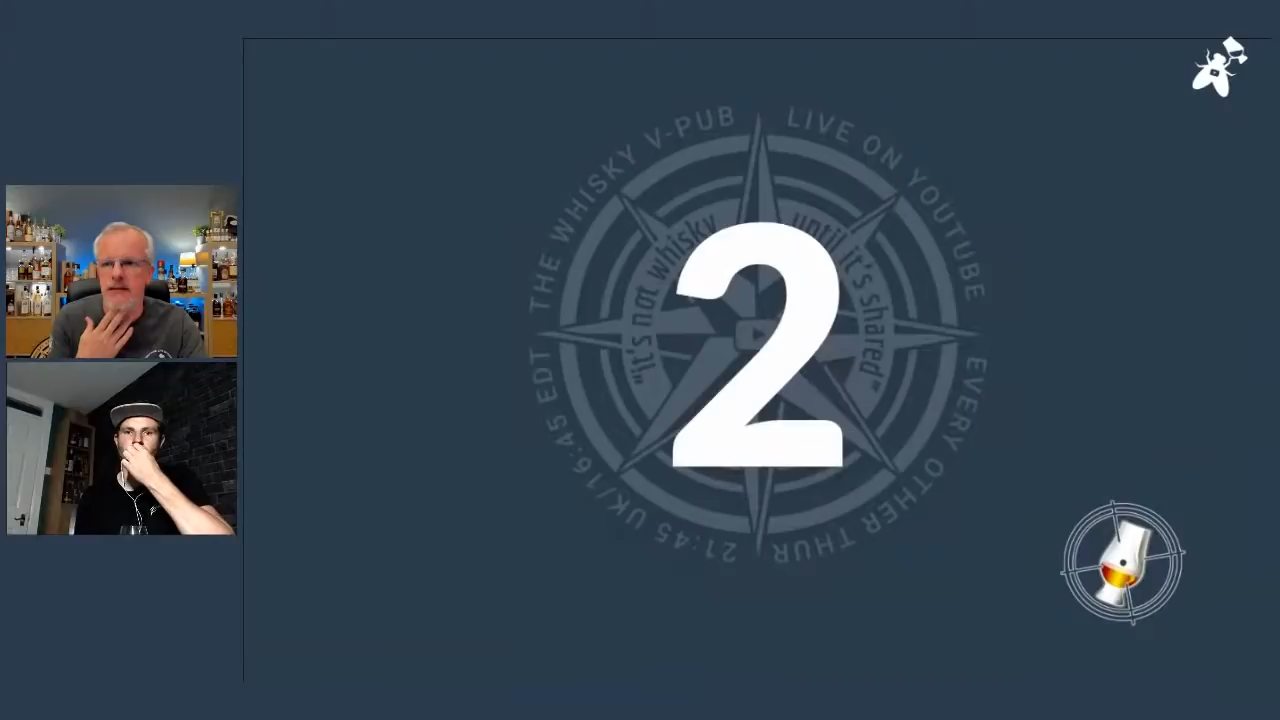 THE WHISKY V-PUB
LIVE ON YOUTUBE
EVERY OTHER THUR
21:45 UK/16:45 EDT
"it's not whisky
until it's shared"
2